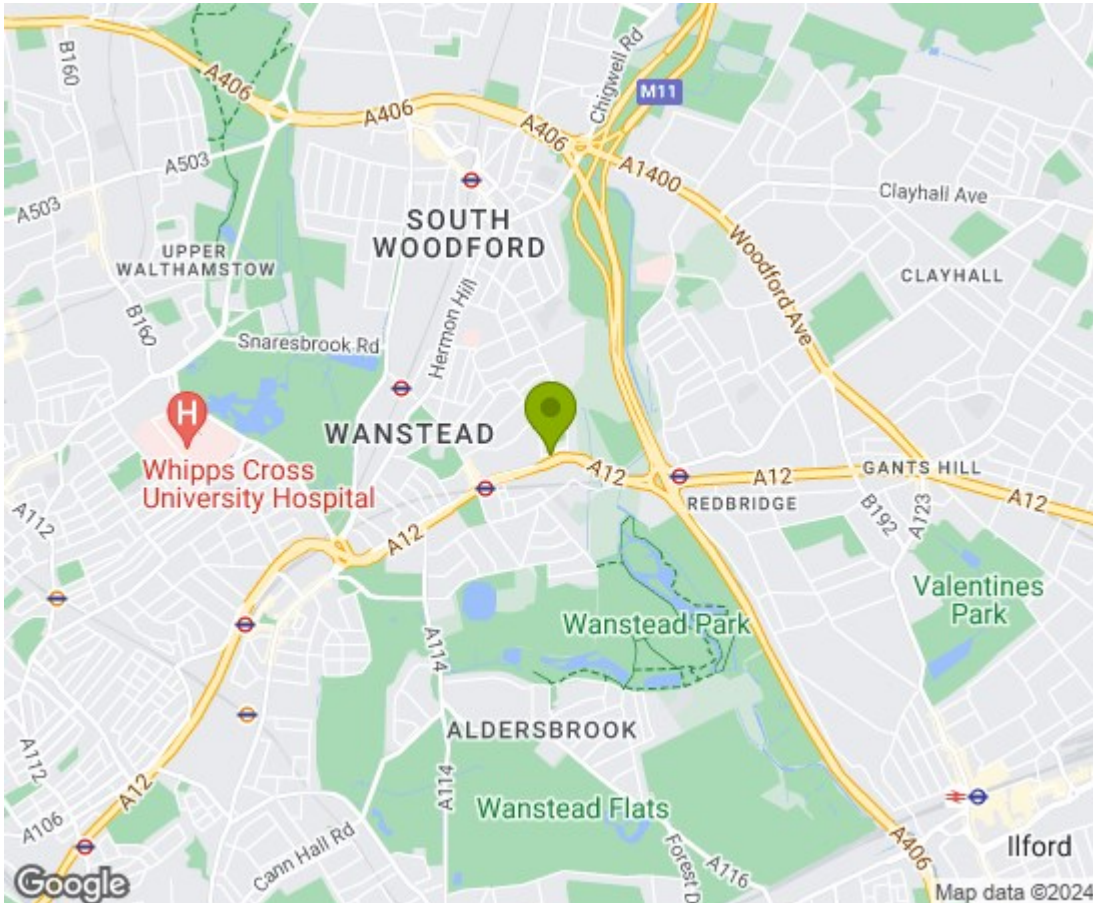 B160
A406
A406
A406
Chigwell Rd
M11
A1400
A503
A503
Clayhall Ave
SOUTH
WOODFORD
UPPER
WALTHAMSTOW
Woodford Ave
CLAYHALL
B160
Snaresbrook Rd
Hermon Hill
H
WANSTEAD
Whipps Cross
University Hospital
A12
A12
GANTS HILL
A12
REDBRIDGE
B192
A123
A112
A12
Valentines
Park
Wanstead Park
A114
ALDERSBROOK
A112
A12
A114
Wanstead Flats
A106
Cann Hall Rd
Forest D
A116
A406
Ilford
Google
Map data ©2024